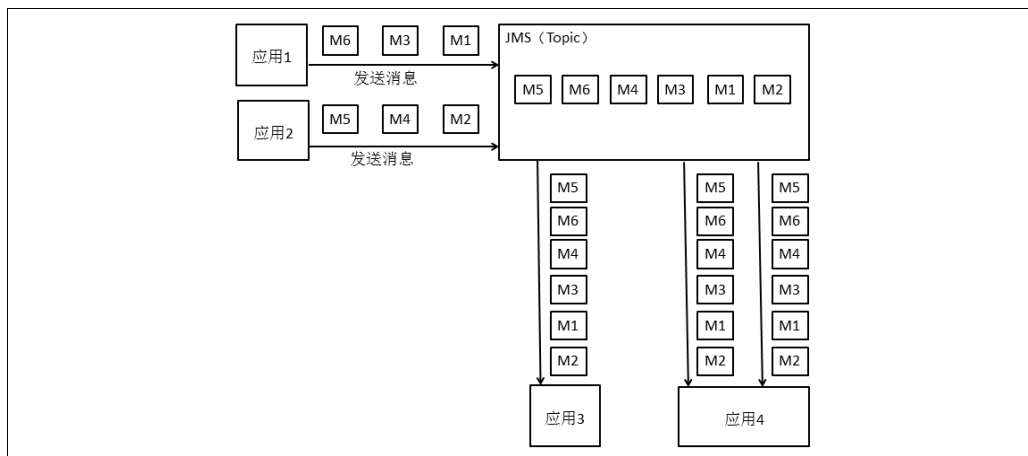 应用1
M6 M3 M1
发送消息
应用2
M5 M4 M2
发送消息
JMS（Topic）
M5 M6 M4 M3 M1 M2
M5 M5 M5
M6 M6 M6
M4 M4 M4
M3 M3 M3
M1 M1 M1
M2 M2 M2
应用3 应用4